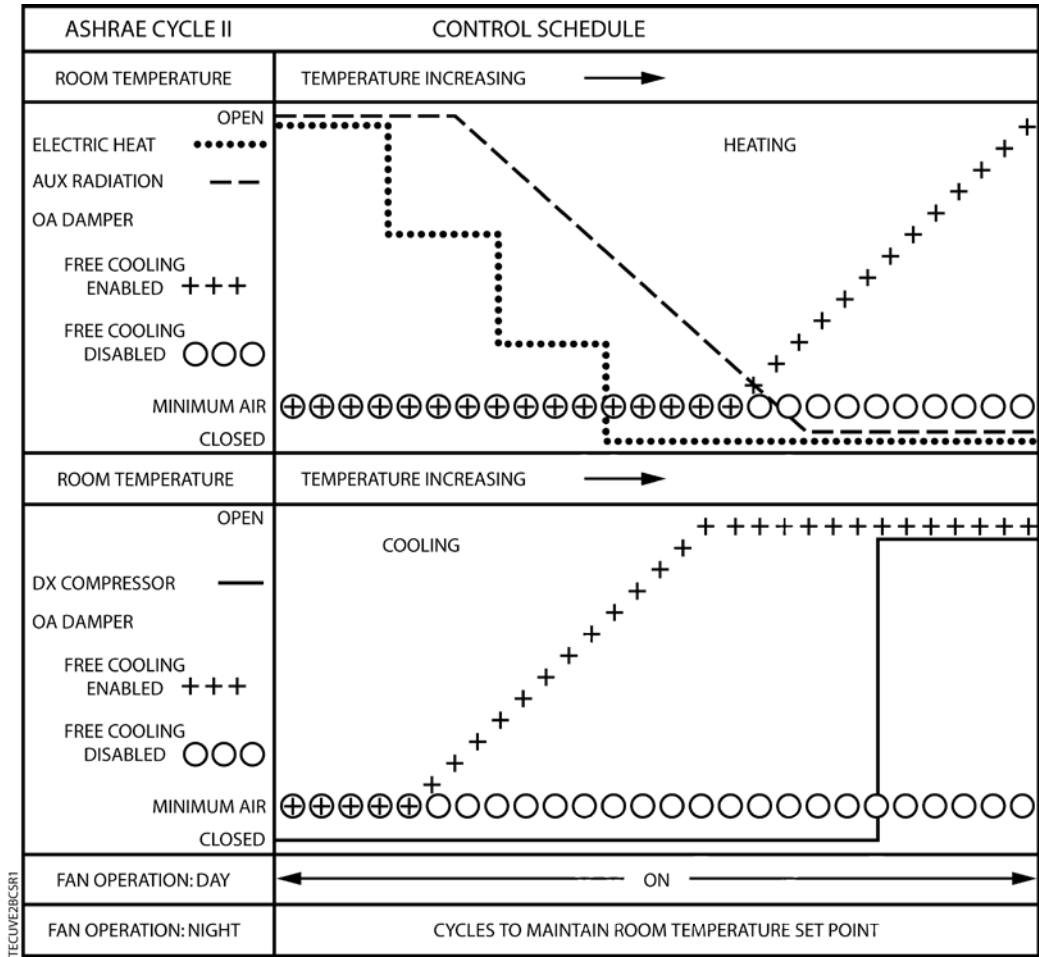 ASHRAE CYCLE II
CONTROL SCHEDULE
ROOM TEMPERATURE
TEMPERATURE INCREASING
OPEN
ELECTRIC HEAT
HEATING
AUX RADIATION
OA DAMPER
FREE COOLING
ENABLED
FREE COOLING
DISABLED
MINIMUM AIR
CLOSED
ROOM TEMPERATURE
TEMPERATURE INCREASING
OPEN
COOLING
DX COMPRESSOR
OA DAMPER
FREE COOLING
ENABLED
FREE COOLING
DISABLED
MINIMUM AIR
CLOSED
FAN OPERATION: DAY
ON
FAN OPERATION: NIGHT
CYCLES TO MAINTAIN ROOM TEMPERATURE SET POINT
TECUVE2BCSR1